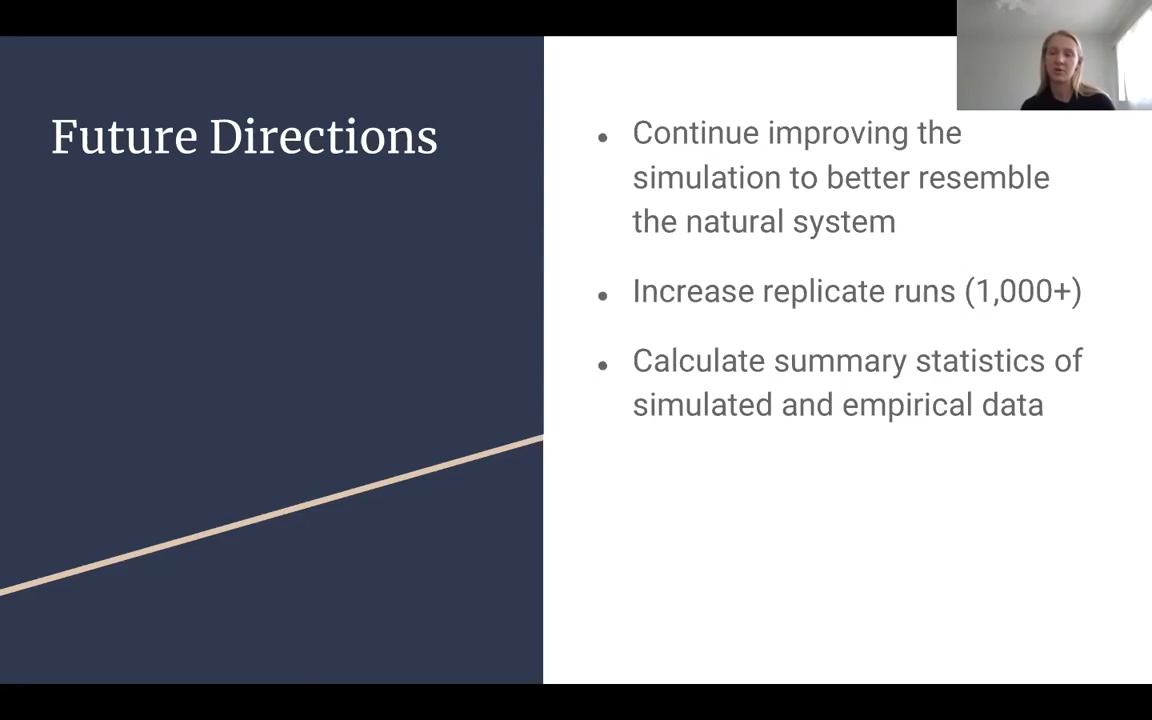 Future Directions
• Continue improving the
simulation to better resemble
the natural system
• Increase replicate runs (1,000+)
• Calculate summary statistics of
simulated and empirical data